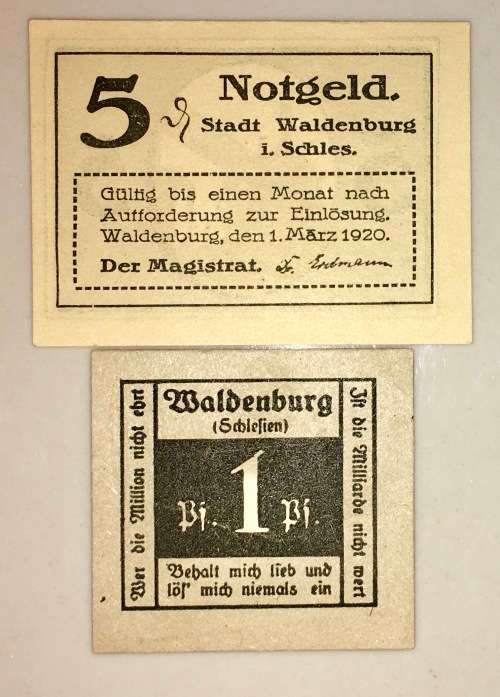 5 ₰ Notgeld.
Stadt Waldenburg
i. Schles.
Gültig bis einen Monat nach
Aufforderung zur Einlösung.
Waldenburg, den 1. März 1920.
Der Magistrat. Dr. Erdmann
Wer die Million nicht ehrt
Waldenburg
(Schlesien)
Pf. 1 Pf.
Behalt mich lieb und
lös' mich niemals ein
Ist die Milliarde nicht wert